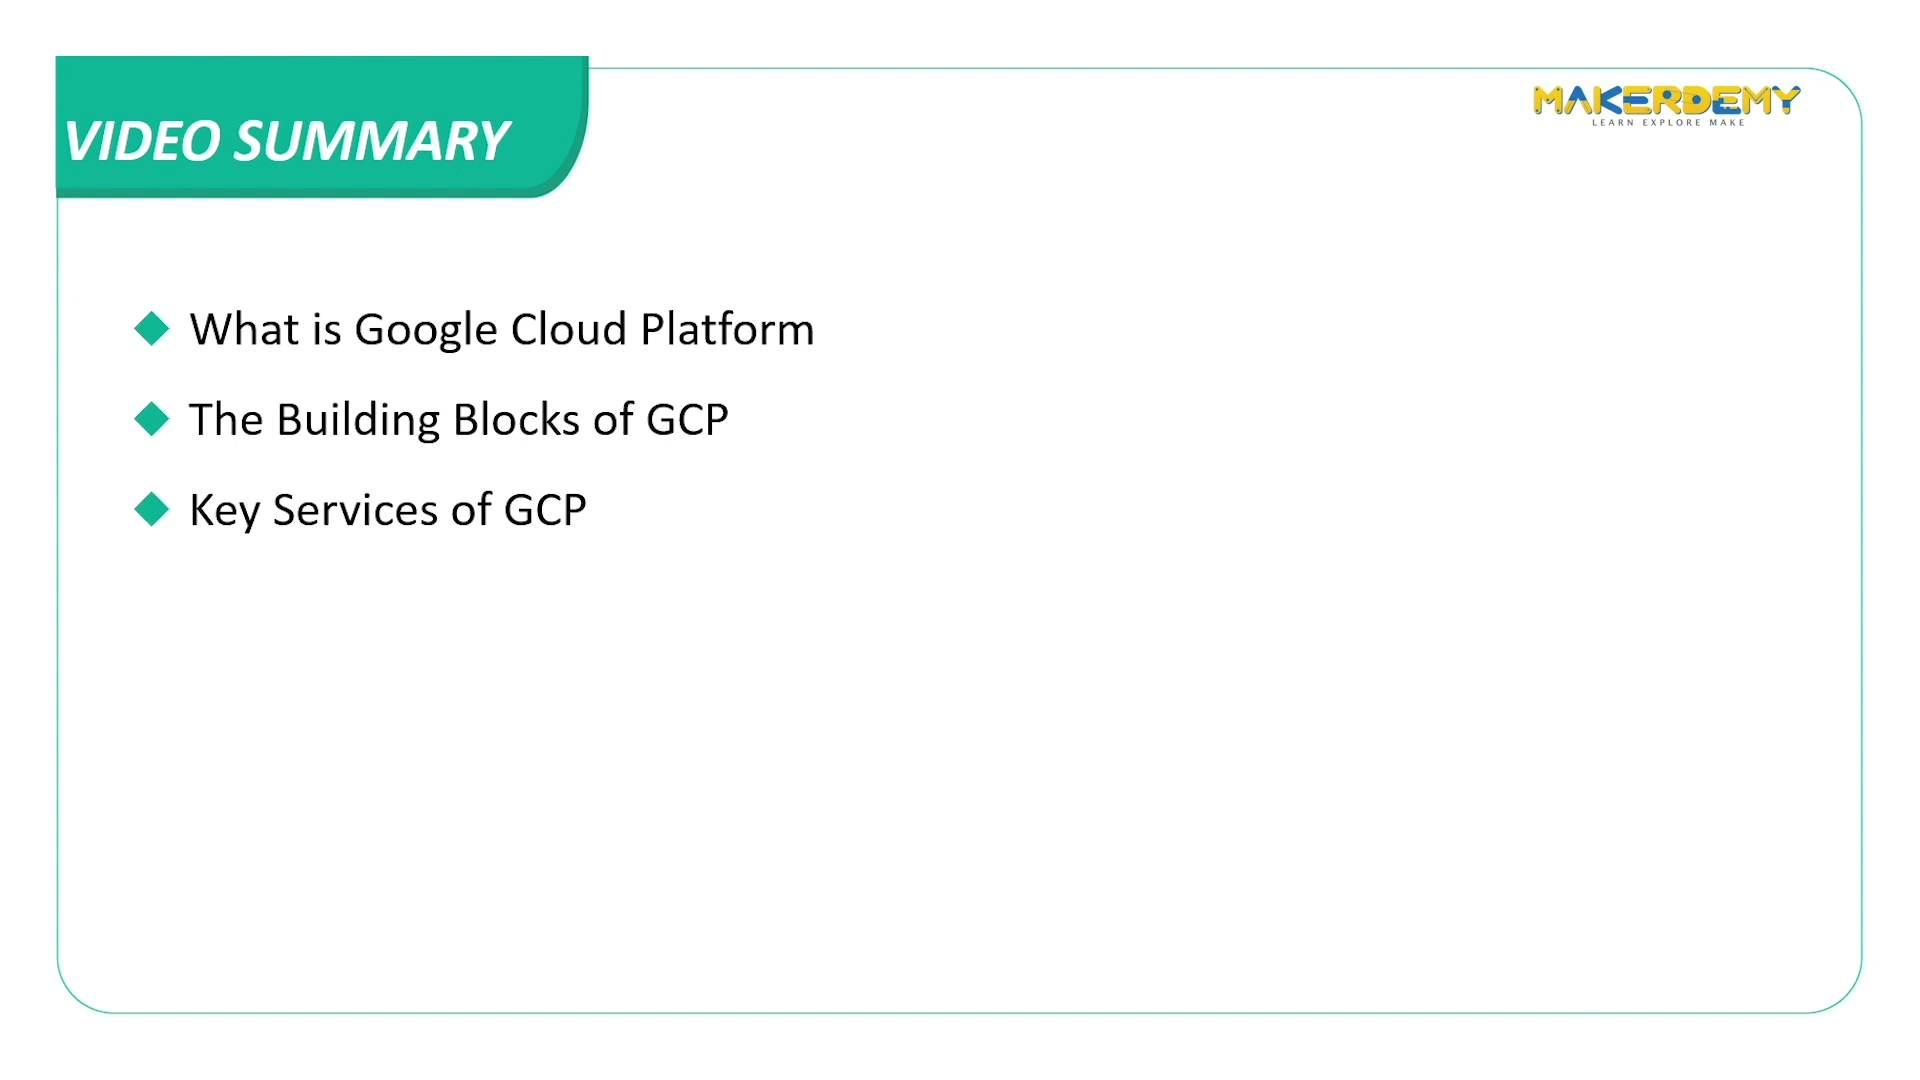 VIDEO SUMMARY
MAKERDEMY
LEARN EXPLORE MAKE
What is Google Cloud Platform
The Building Blocks of GCP
Key Services of GCP